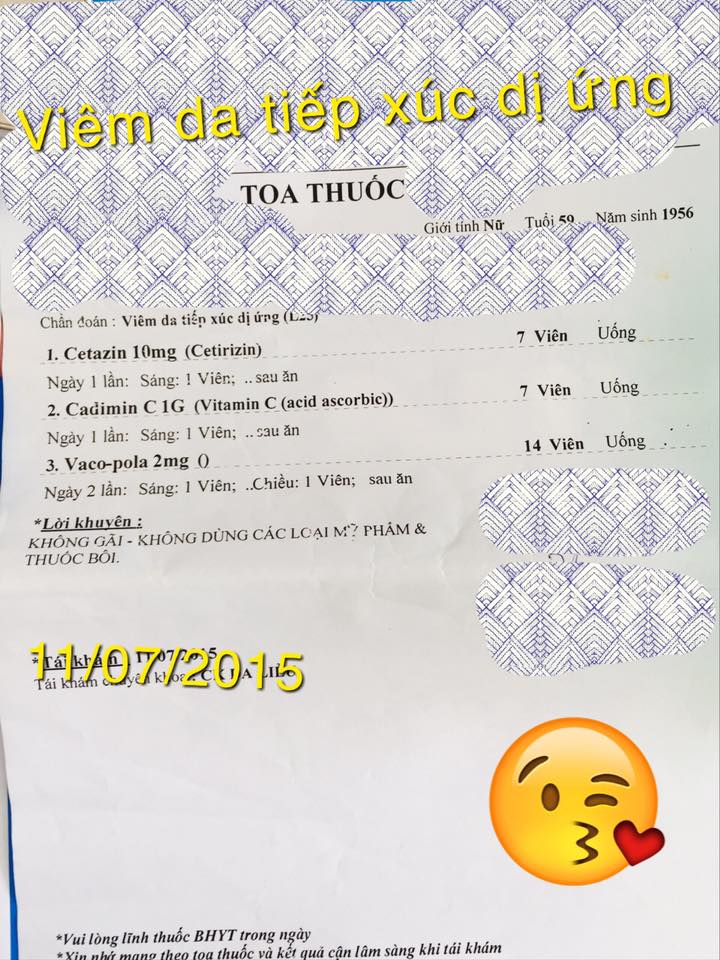 Viêm da tiếp xúc dị ứng
TOA THUỐC
Giới tính Nữ Tuổi 59 Năm sinh 1956
Chẩn đoán : Viêm da tiếp xúc dị ứng (L23)
1. Cetazin 10mg (Cetirizin) 7 Viên Uống
Ngày 1 lần: Sáng: 1 Viên; ..sau ăn
2. Cadimin C 1G (Vitamin C (acid ascorbic)) 7 Viên Uống
Ngày 1 lần: Sáng: 1 Viên; ..sau ăn
3. Vaco-pola 2mg () 14 Viên Uống
Ngày 2 lần: Sáng: 1 Viên; ..Chiều: 1 Viên; sau ăn
*Lời khuyên :
KHÔNG GÃI - KHÔNG DÙNG CÁC LOẠI MỸ PHẨM &
THUỐC BÔI.
11/07/2015
*Tái khám :
Tái khám chuyên khoa:
*Vui lòng lĩnh thuốc BHYT trong ngày
*Xin nhớ mang theo toa thuốc và kết quả cận lâm sàng khi tái khám